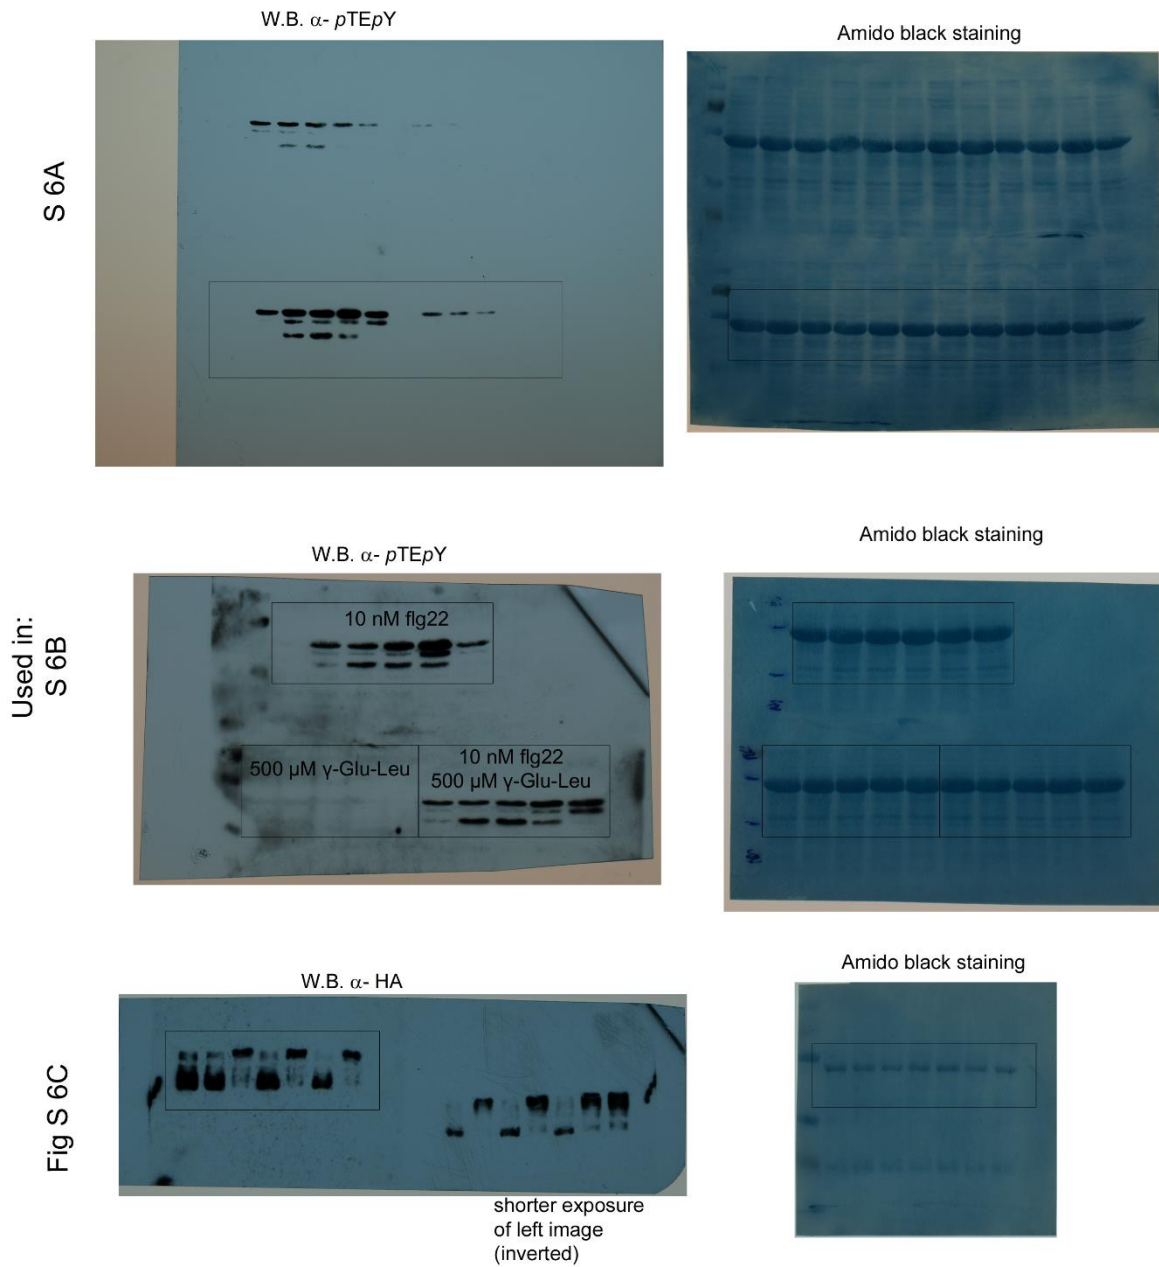 W.B. α- pTEpY
Amido black staining
S 6A
W.B. α- pTEpY
Amido black staining
Used in:
S 6B
10 nM flg22
500 µM γ-Glu-Leu
10 nM flg22
500 µM γ-Glu-Leu
W.B. α- HA
Amido black staining
Fig S 6C
shorter exposure
of left image
(inverted)